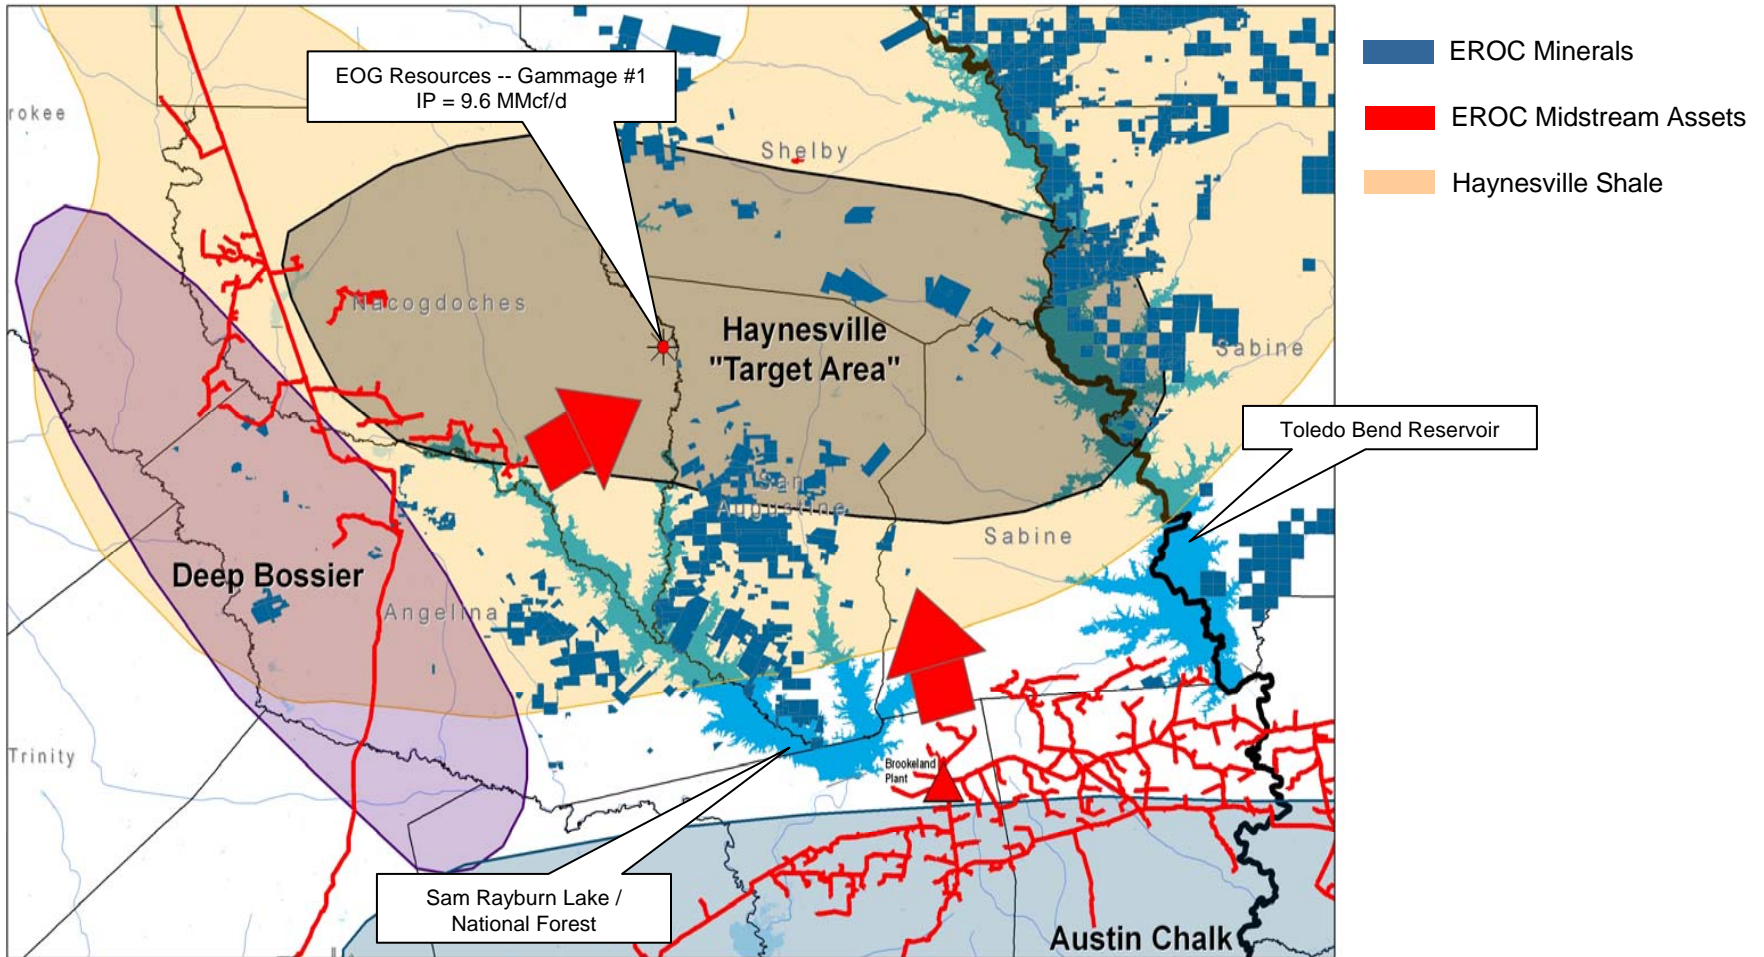 EOG Resources -- Gammage #1
IP = 9.6 MMcf/d
EROC Minerals
EROC Midstream Assets
Haynesville Shale
rokee
Shelby
Nacogdoches
Haynesville
"Target Area"
Sabine
Toledo Bend Reservoir
San
Augustine
Sabine
Deep Bossier
Angelina
Trinity
Brookeland
Plant
Sam Rayburn Lake /
National Forest
Austin Chalk